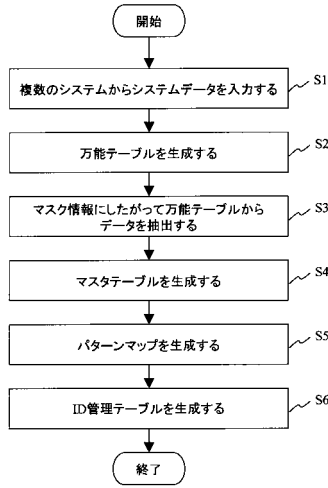 開始
複数のシステムからシステムデータを入力する
S1
万能テーブルを生成する
S2
マスク情報にしたがって万能テーブルから
データを抽出する
S3
マスタテーブルを生成する
S4
パターンマップを生成する
S5
ID管理テーブルを生成する
S6
終了